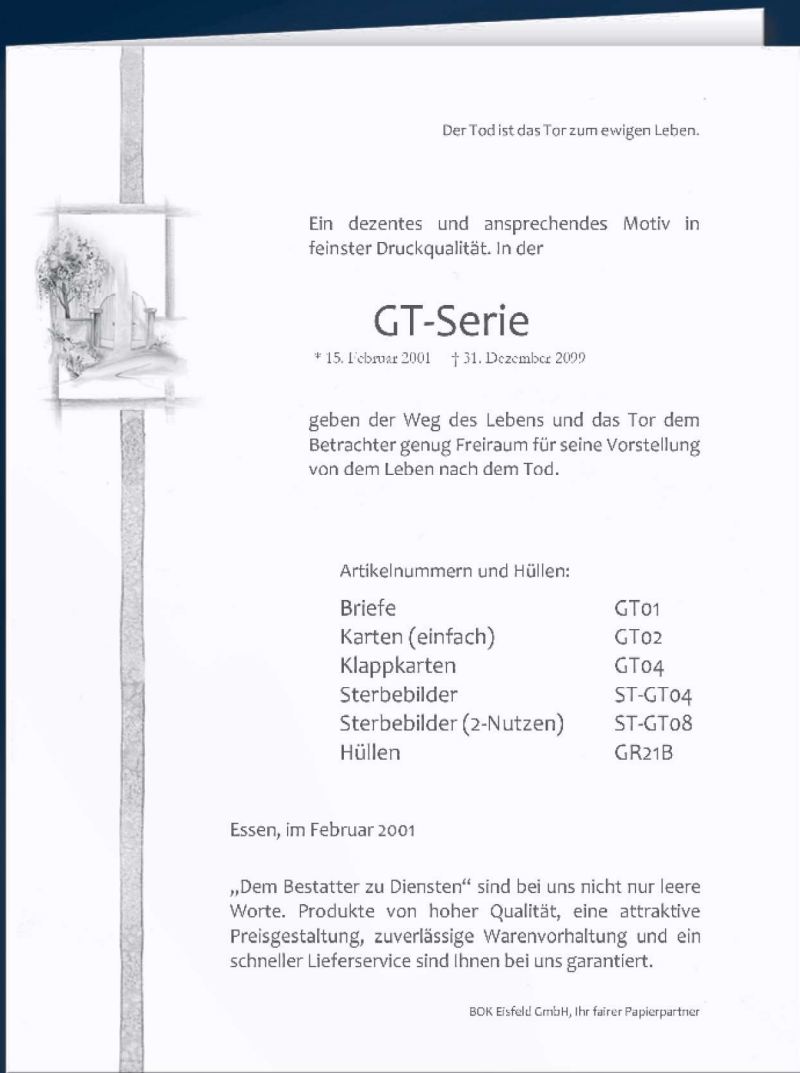 Der Tod ist das Tor zum ewigen Leben.
Ein dezentes und ansprechendes Motiv in
feinster Druckqualität. In der
GT-Serie
* 15. Februar 2001 † 31. Dezember 2099
geben der Weg des Lebens und das Tor dem
Betrachter genug Freiraum für seine Vorstellung
von dem Leben nach dem Tod.
Artikelnummern und Hüllen:
Briefe GT01
Karten (einfach) GT02
Klappkarten GT04
Sterbebilder ST-GT04
Sterbebilder (2-Nutzen) ST-GT08
Hüllen GR21B
Essen, im Februar 2001
„Dem Bestatter zu Diensten“ sind bei uns nicht nur leere
Worte. Produkte von hoher Qualität, eine attraktive
Preisgestaltung, zuverlässige Warenvorhaltung und ein
schneller Lieferservice sind Ihnen bei uns garantiert.
BOK Eisfeld GmbH, Ihr fairer Papierpartner